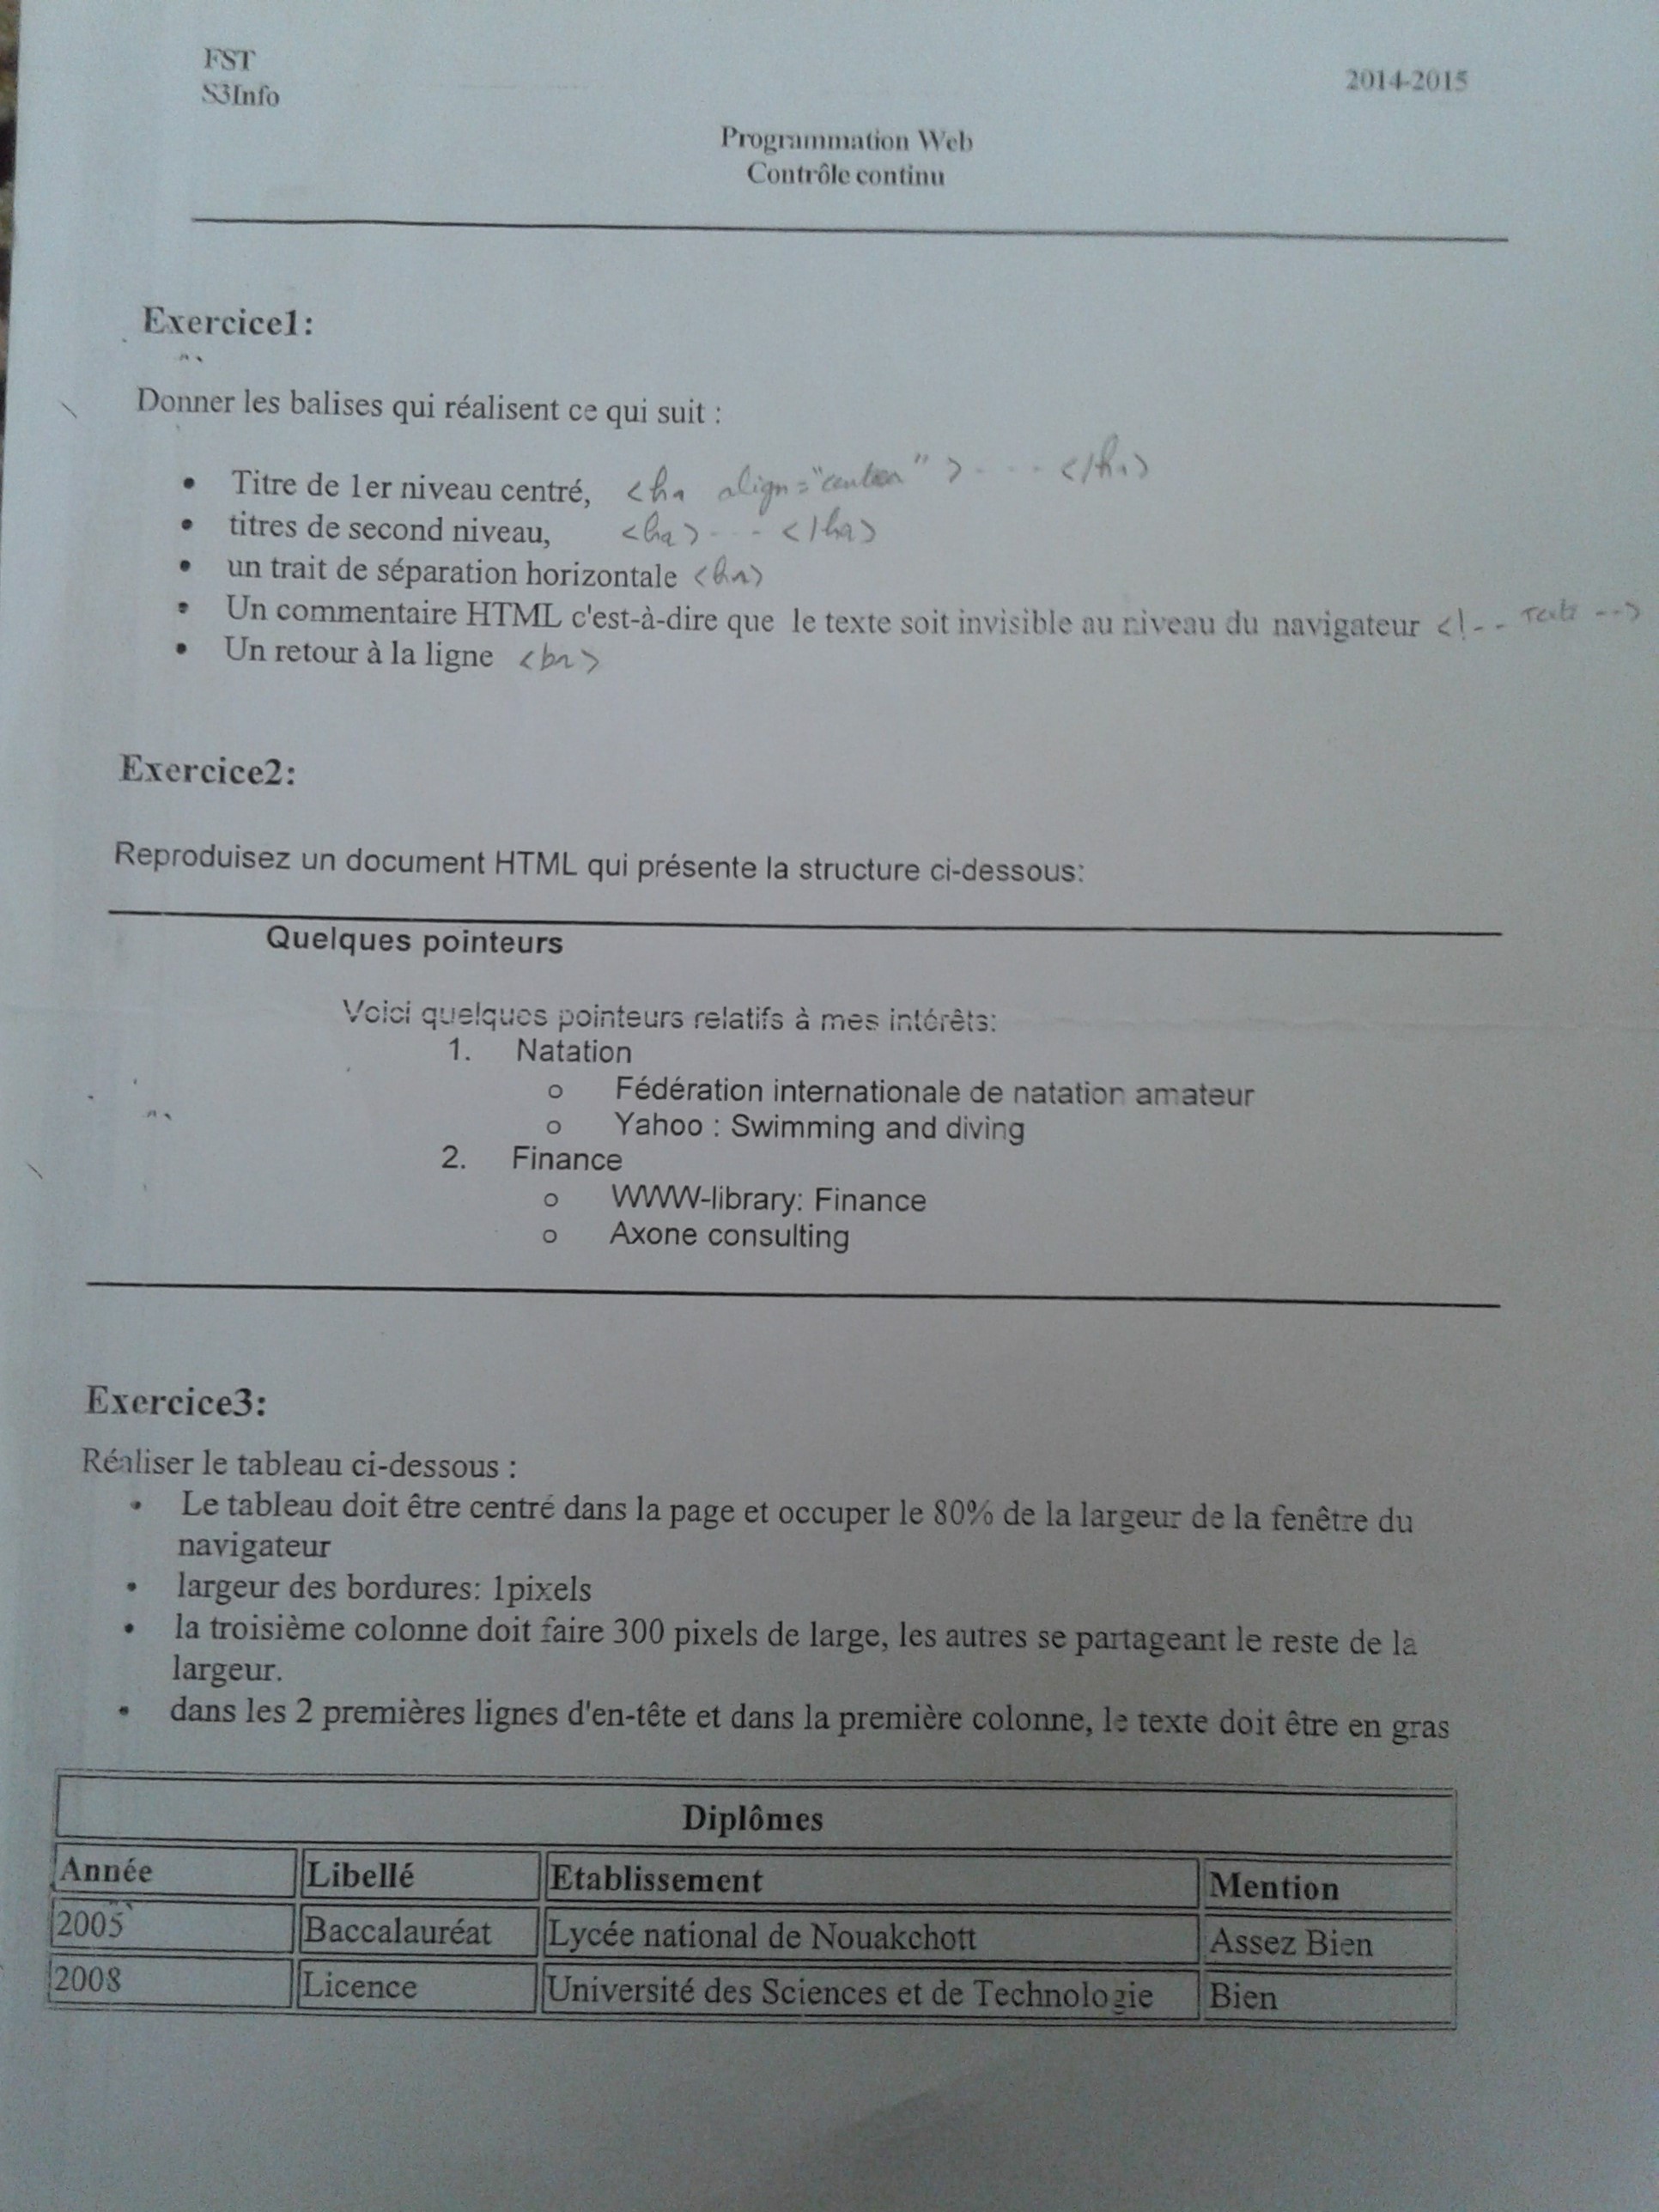 FST
S3Info
2014-2015
Programmation Web
Contrôle continu
Exercice1:
Donner les balises qui réalisent ce qui suit :
• Titre de 1er niveau centré, <h1 align="center"> ---- </h1>
• titres de second niveau, <h2> --- </h2>
• un trait de séparation horizontale <hr>
• Un commentaire HTML c'est-à-dire que le texte soit invisible au niveau du navigateur <!-- Texte -->
• Un retour à la ligne <br>
Exercice2:
Reproduisez un document HTML qui présente la structure ci-dessous:
Quelques pointeurs
Voici quelques pointeurs relatifs à mes intérêts:
1. Natation
o Fédération internationale de natation amateur
o Yahoo : Swimming and diving
2. Finance
o WWW-library: Finance
o Axone consulting
Exercice3:
Réaliser le tableau ci-dessous :
• Le tableau doit être centré dans la page et occuper le 80% de la largeur de la fenêtre du
navigateur
• largeur des bordures: 1pixels
• la troisième colonne doit faire 300 pixels de large, les autres se partageant le reste de la
largeur.
• dans les 2 premières lignes d'en-tête et dans la première colonne, le texte doit être en gras
Diplômes
Année Libellé Etablissement Mention
2005 Baccalauréat Lycée national de Nouakchott Assez Bien
2008 Licence Université des Sciences et de Technologie Bien